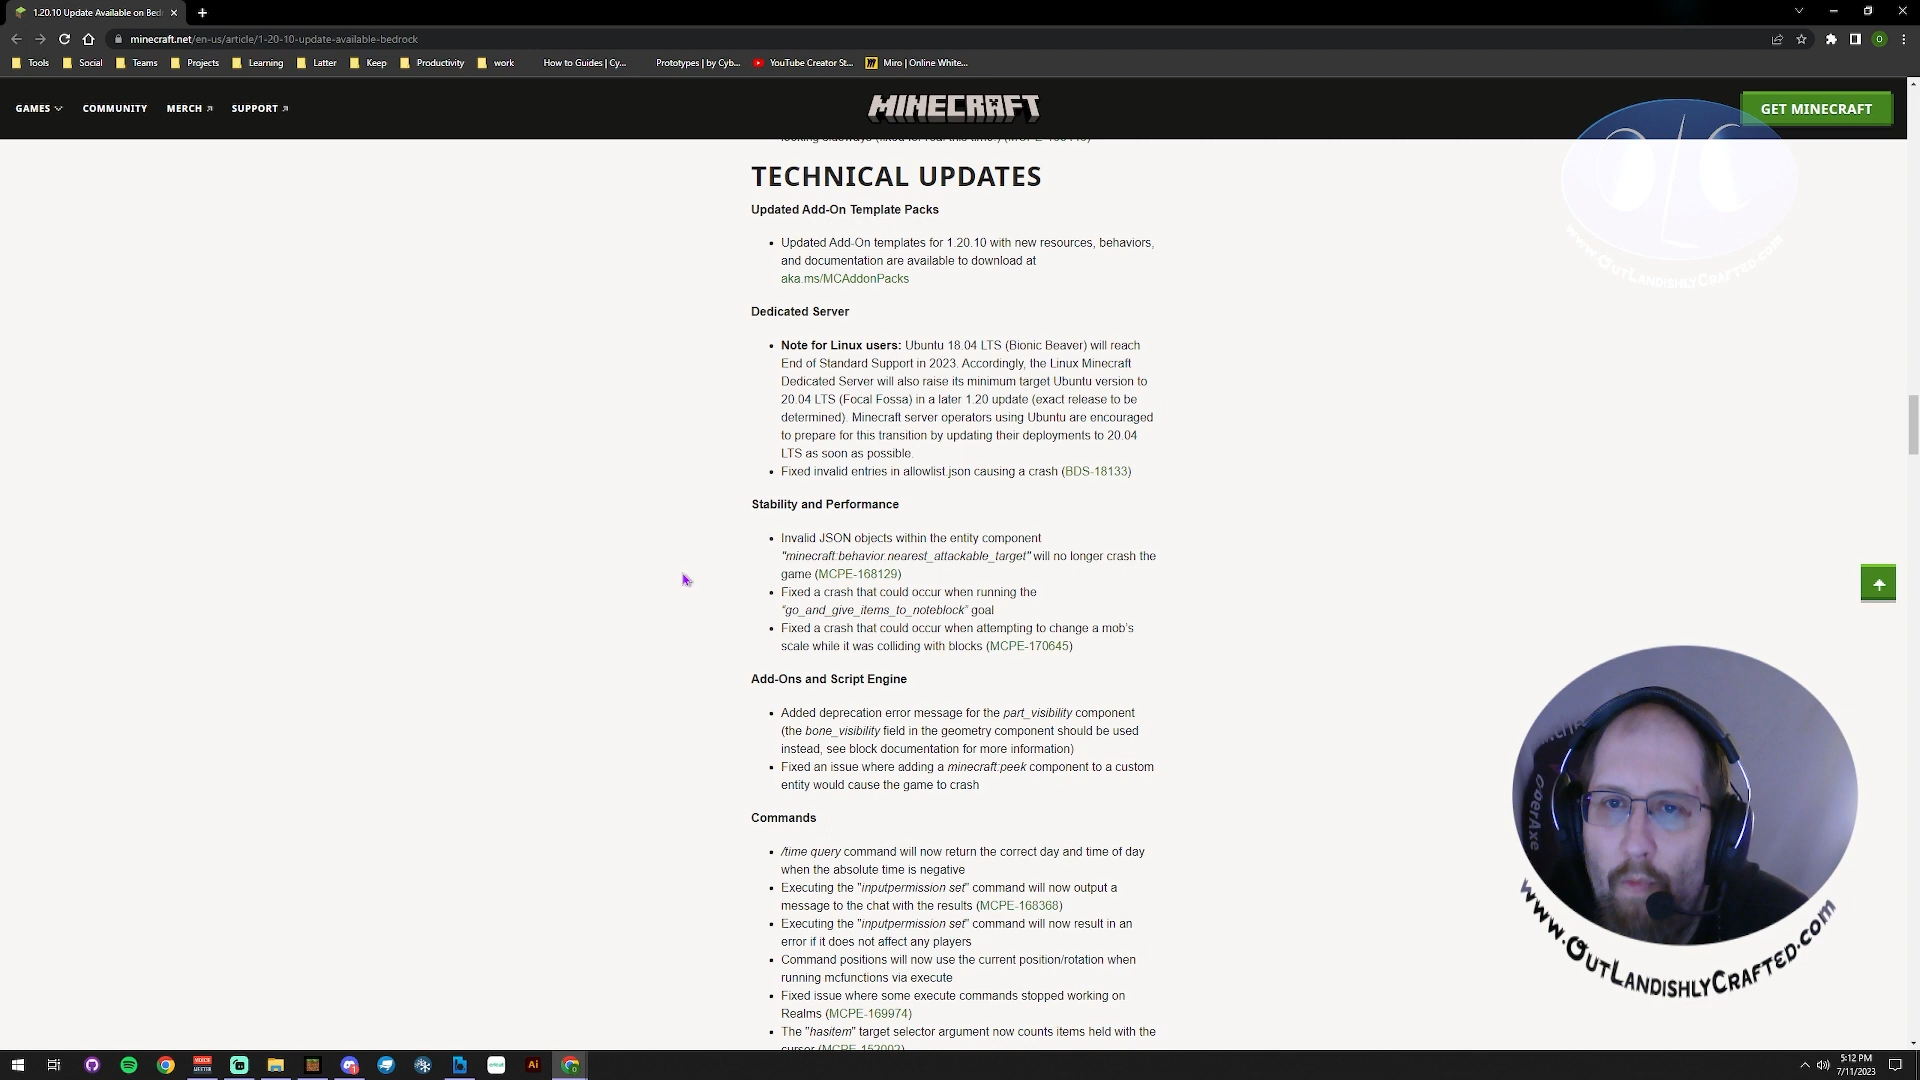 1.20.10 Update Available on Bedr
minecraft.net/en-us/article/1-20-10-update-available-bedrock
O
Tools
Social
Teams
Projects
Learning
Latter
Keep
Productivity
work
How to Guides | Cy...
Prototypes | by Cyb...
YouTube Creator St...
Miro | Online White...
GAMES
COMMUNITY
MERCH
SUPPORT
MINECRAFT
GET MINECRAFT
TECHNICAL UPDATES
Updated Add-On Template Packs
Updated Add-On templates for 1.20.10 with new resources, behaviors,
and documentation are available to download at
aka.ms/MCAddonPacks
Dedicated Server
Note for Linux users: Ubuntu 18.04 LTS (Bionic Beaver) will reach
End of Standard Support in 2023. Accordingly, the Linux Minecraft
Dedicated Server will also raise its minimum target Ubuntu version to
20.04 LTS (Focal Fossa) in a later 1.20 update (exact release to be
determined). Minecraft server operators using Ubuntu are encouraged
to prepare for this transition by updating their deployments to 20.04
LTS as soon as possible.
Fixed invalid entries in allowlist.json causing a crash (BDS-18133)
Stability and Performance
Invalid JSON objects within the entity component
"minecraft:behavior.nearest_attackable_target" will no longer crash the
game (MCPE-168129)
Fixed a crash that could occur when running the
"go_and_give_items_to_noteblock" goal
Fixed a crash that could occur when attempting to change a mob's
scale while it was colliding with blocks (MCPE-170645)
Add-Ons and Script Engine
Added deprecation error message for the part_visibility component
(the bone_visibility field in the geometry component should be used
instead, see block documentation for more information)
Fixed an issue where adding a minecraft:peek component to a custom
entity would cause the game to crash
Commands
/time query command will now return the correct day and time of day
when the absolute time is negative
Executing the "inputpermission set" command will now output a
message to the chat with the results (MCPE-168368)
Executing the "inputpermission set" command will now result in an
error if it does not affect any players
Command positions will now use the current position/rotation when
running mcfunctions via execute
Fixed issue where some execute commands stopped working on
Realms (MCPE-169974)
The "hasitem" target selector argument now counts items held with the
www.OutLandishlyCrafted.com
www.OutLandishlyCrafted.com
Ai
5:12 PM
7/11/2023